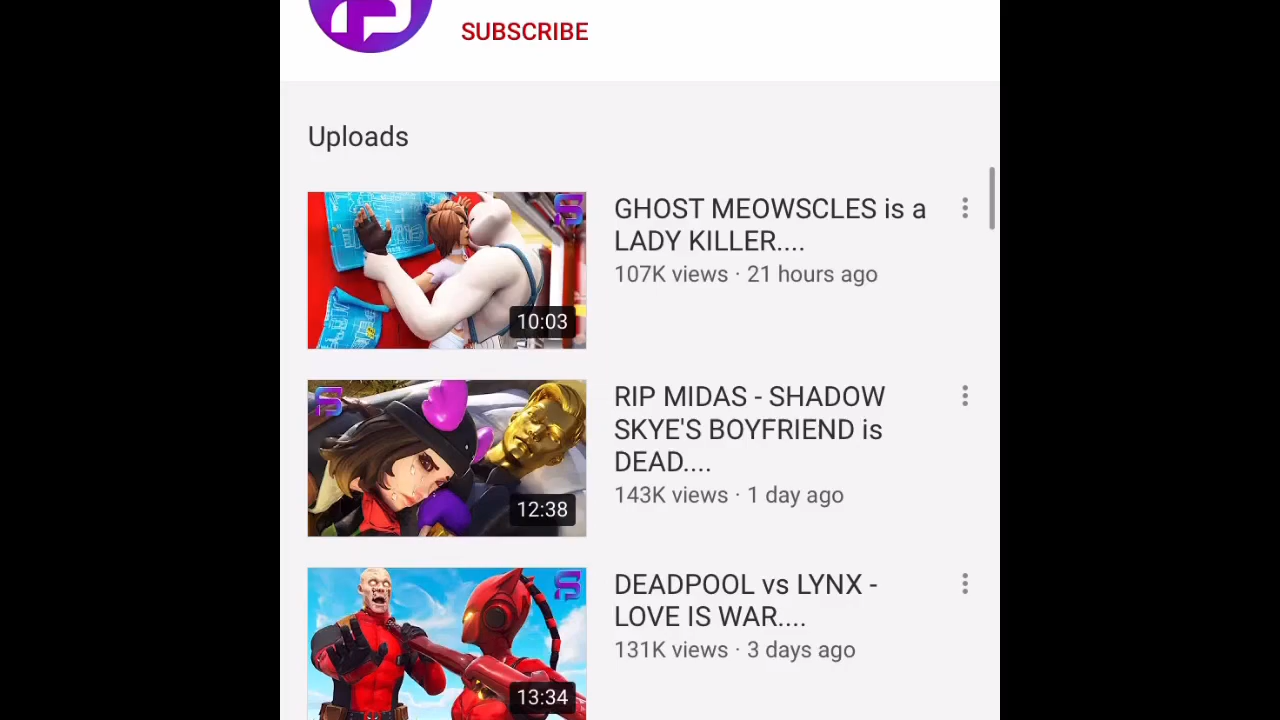 SUBSCRIBE
Uploads
GHOST MEOWSCLES is a
LADY KILLER....
107K views · 21 hours ago
10:03
RIP MIDAS - SHADOW
SKYE'S BOYFRIEND is
DEAD....
143K views · 1 day ago
12:38
DEADPOOL vs LYNX -
LOVE IS WAR....
131K views · 3 days ago
13:34